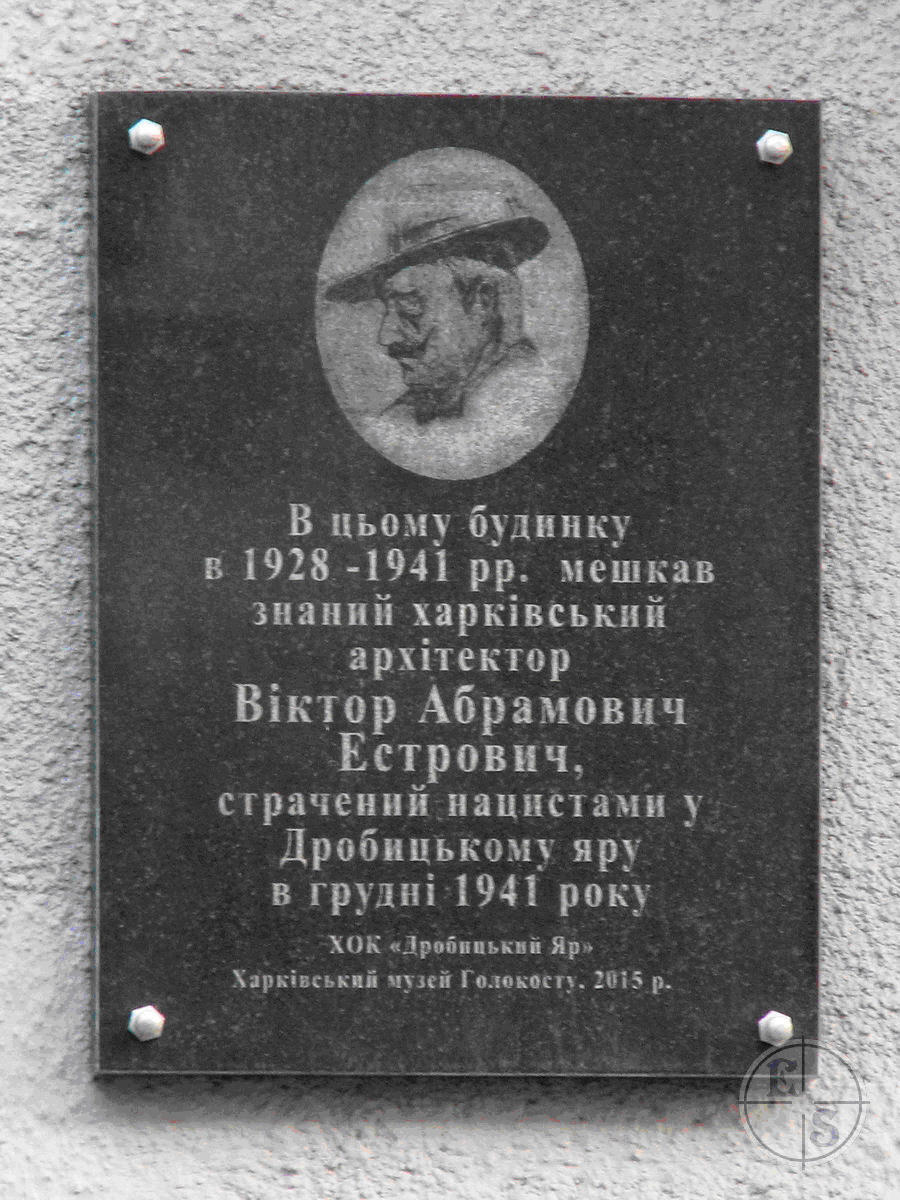 В цьому будинку
в 1928 -1941 рр. мешкав
знаний харківський
архітектор
Віктор Абрамович
Естрович,
страчений нацистами у
Дробицькому яру
в грудні 1941 року
ХОК «Дробицький Яр»
Харківський музей Голокосту. 2015 р.
E
S